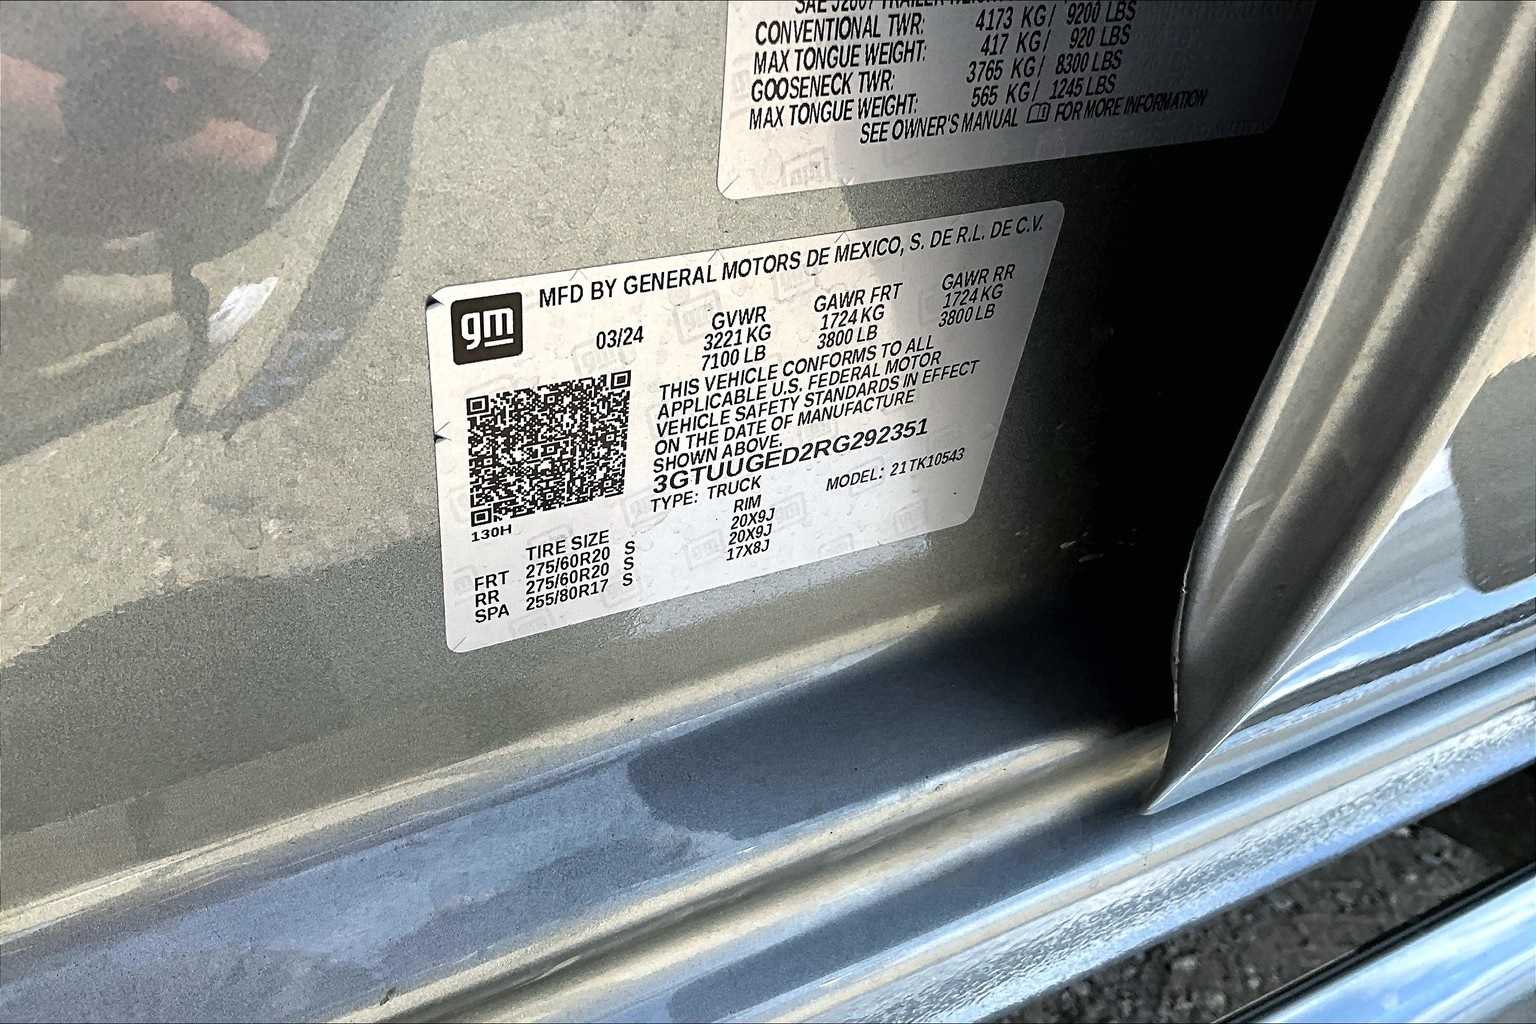 SAE J2807 TRAILER WEIGHT
CONVENTIONAL TWR: 4173 KG/ 9200 LBS
MAX TONGUE WEIGHT: 417 KG/ 920 LBS
GOOSENECK TWR: 3765 KG/ 8300 LBS
MAX TONGUE WEIGHT: 565 KG/ 1245 LBS
SEE OWNER'S MANUAL FOR MORE INFORMATION
gm
MFD BY GENERAL MOTORS DE MEXICO, S. DE R.L. DE C.V.
03/24 GVWR GAWR FRT GAWR RR
3221 KG 1724 KG 1724 KG
7100 LB 3800 LB 3800 LB
THIS VEHICLE CONFORMS TO ALL
APPLICABLE U.S. FEDERAL MOTOR
VEHICLE SAFETY STANDARDS IN EFFECT
ON THE DATE OF MANUFACTURE
SHOWN ABOVE.
3GTUUGED2RG292351
TYPE: TRUCK MODEL: 21TK10543
130H
TIRE SIZE RIM
FRT 275/60R20 S 20X9J
RR 275/60R20 S 20X9J
SPA 255/80R17 S 17X8J